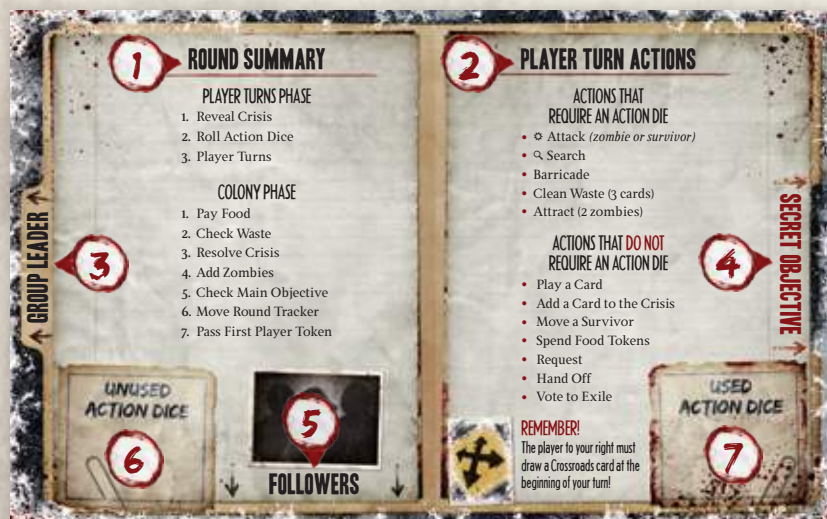 1
ROUND SUMMARY
PLAYER TURNS PHASE
1. Reveal Crisis
2. Roll Action Dice
3. Player Turns
COLONY PHASE
1. Pay Food
2. Check Waste
3. Resolve Crisis
4. Add Zombies
5. Check Main Objective
6. Move Round Tracker
7. Pass First Player Token
GROUP LEADER
3
UNUSED
ACTION DICE
6
5
FOLLOWERS
2
PLAYER TURN ACTIONS
ACTIONS THAT
REQUIRE AN ACTION DIE
• Attack (zombie or survivor)
• Search
• Barricade
• Clean Waste (3 cards)
• Attract (2 zombies)
ACTIONS THAT DO NOT
REQUIRE AN ACTION DIE
• Play a Card
• Add a Card to the Crisis
• Move a Survivor
• Spend Food Tokens
• Request
• Hand Off
• Vote to Exile
REMEMBER!
The player to your right must
draw a Crossroads card at the
beginning of your turn!
4
SECRET OBJECTIVE
USED
ACTION DICE
7